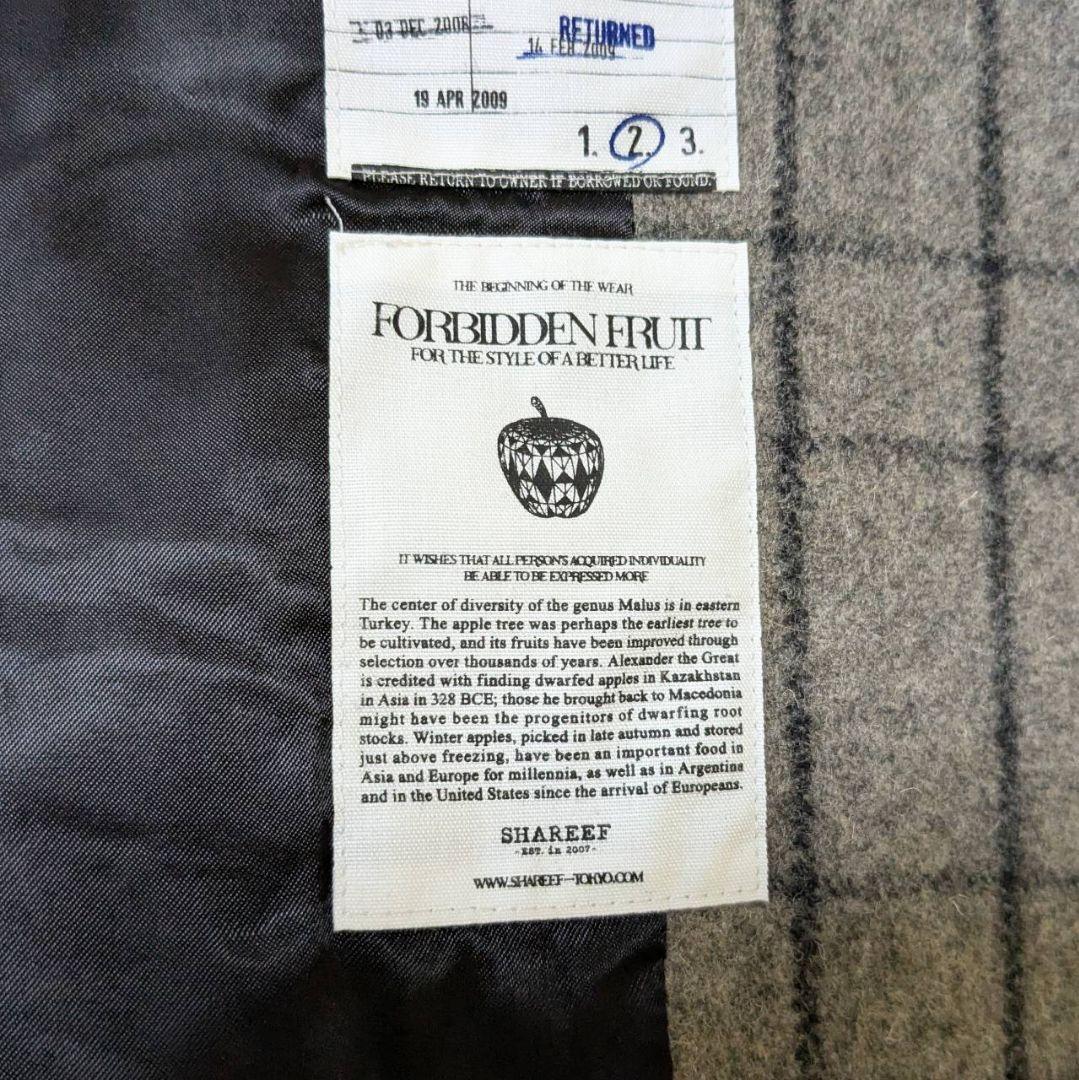 03 DEC 2008
RETURNED
14 FEB 2009
19 APR 2009
1. 2. 3.
PLEASE RETURN TO OWNER IF BORROWED OR FOUND.
THE BEGINNING OF THE WEAR
FORBIDDEN FRUIT
FOR THE STYLE OF A BETTER LIFE
IT WISHES THAT ALL PERSON'S ACQUIRED INDIVIDUALITY
BE ABLE TO BE EXPRESSED MORE
The center of diversity of the genus Malus is in eastern
Turkey. The apple tree was perhaps the earliest tree to
be cultivated, and its fruits have been improved through
selection over thousands of years. Alexander the Great
is credited with finding dwarfed apples in Kazakhstan
in Asia in 328 BCE; those he brought back to Macedonia
might have been the progenitors of dwarfing root
stocks. Winter apples, picked in late autumn and stored
just above freezing, have been an important food in
Asia and Europe for millennia, as well as in Argentina
and in the United States since the arrival of Europeans.
SHAREEF
-EST. in 2007-
WWW.SHAREEF-TOKYO.COM